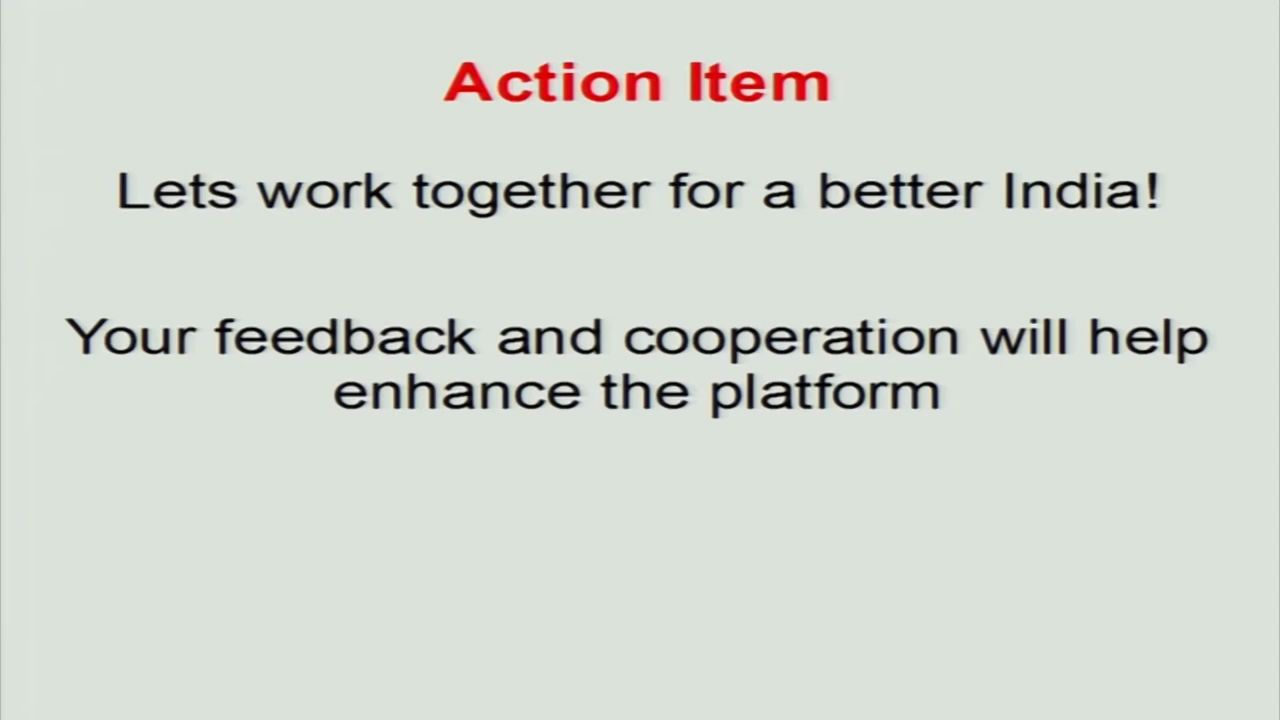 Action Item
Lets work together for a better India!
Your feedback and cooperation will help
enhance the platform